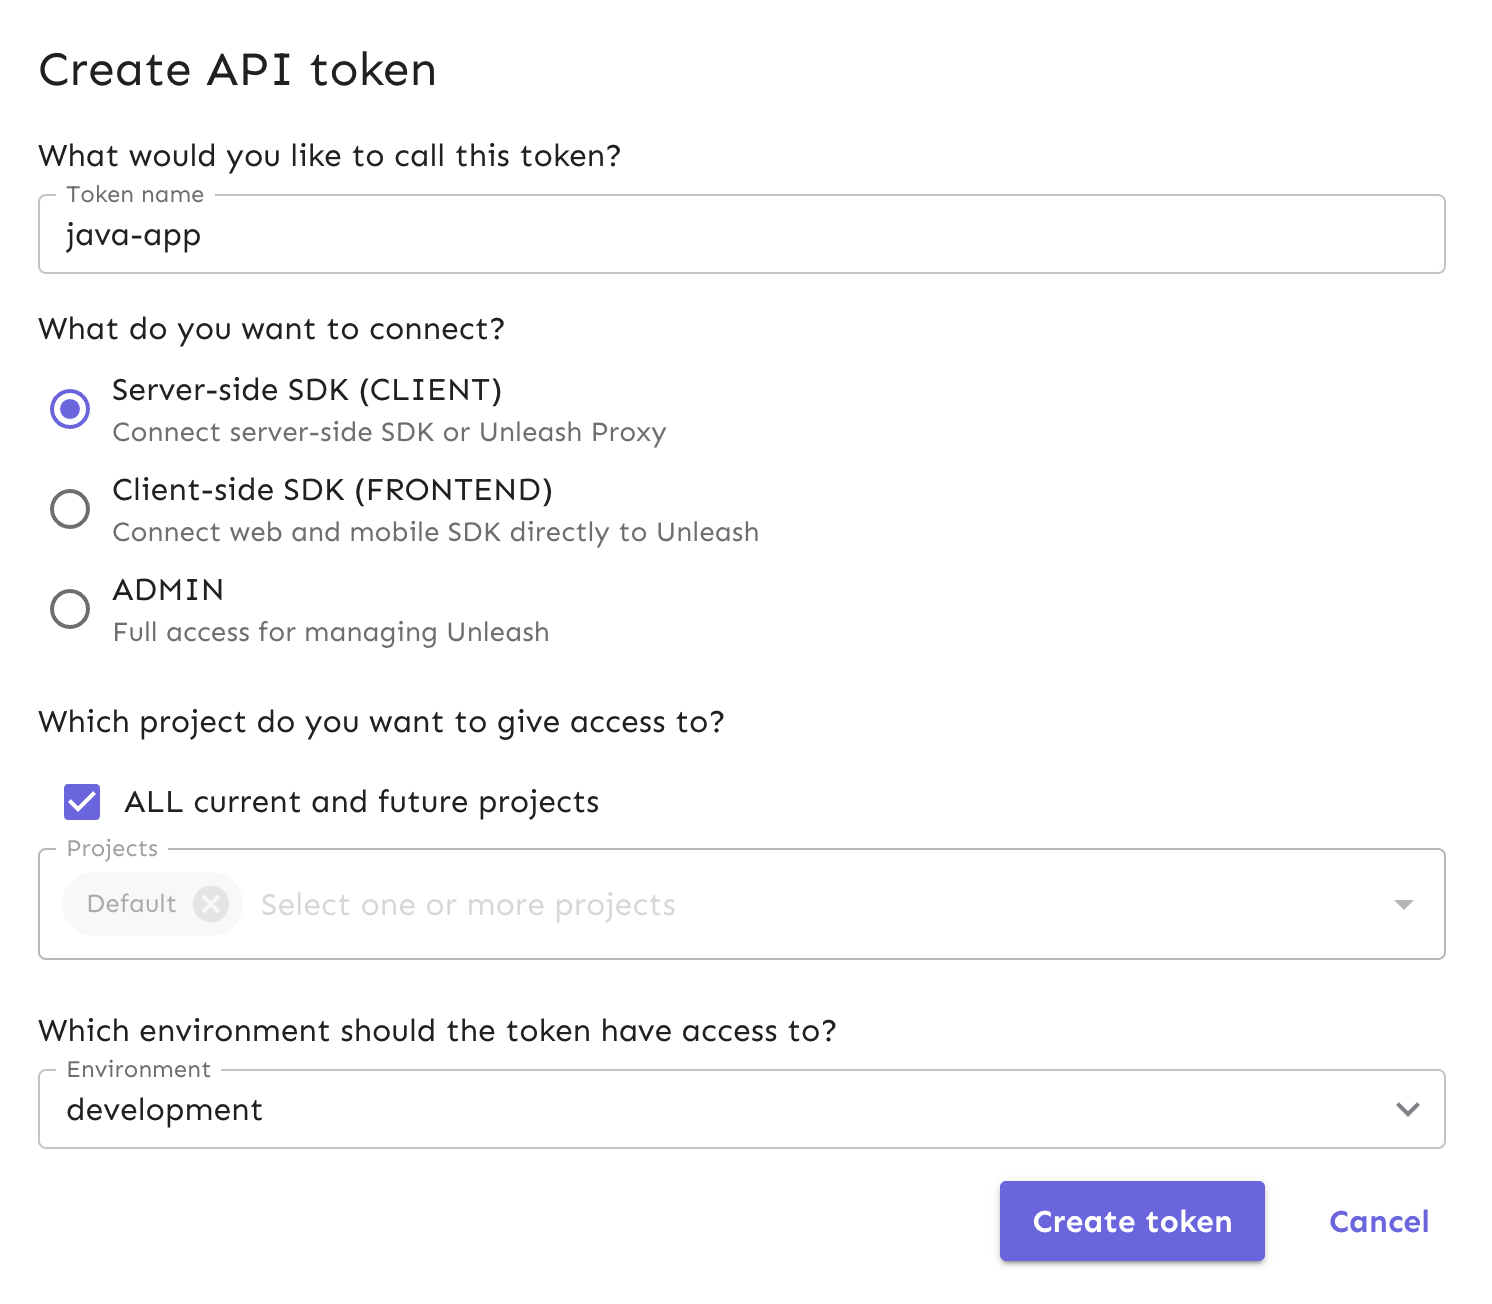 Create API token
What would you like to call this token?
Token name
java-app
What do you want to connect?
Server-side SDK (CLIENT)
Connect server-side SDK or Unleash Proxy
Client-side SDK (FRONTEND)
Connect web and mobile SDK directly to Unleash
ADMIN
Full access for managing Unleash
Which project do you want to give access to?
ALL current and future projects
Projects
Default Select one or more projects
Which environment should the token have access to?
Environment
development
Create token Cancel